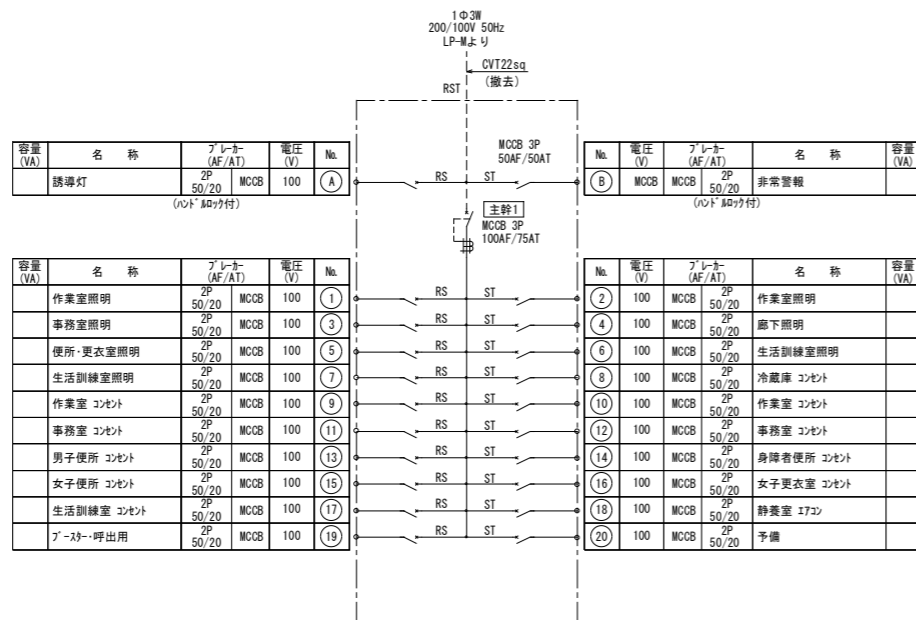 1Φ3W
200/100V 50Hz
LP-Mより
CVT22sq
(撤去)
RST
MCCB 3P
50AF/50AT
容量(VA) 名 称 ブレーカー(AF/AT) 電圧(V) No.
誘導灯 2P 50/20 MCCB 100 A
(ハンドルロック付)
RS ST
No. 電圧(V) ブレーカー(AF/AT) 名 称 容量(VA)
B MCCB MCCB 2P 50/20 非常警報
(ハンドルロック付)
主幹1
MCCB 3P
100AF/75AT
容量(VA) 名 称 ブレーカー(AF/AT) 電圧(V) No.
No. 電圧(V) ブレーカー(AF/AT) 名 称 容量(VA)
作業室照明 2P 50/20 MCCB 100 1 RS ST 2 100 MCCB 2P 50/20 作業室照明
事務室照明 2P 50/20 MCCB 100 3 RS ST 4 100 MCCB 2P 50/20 廊下照明
便所・更衣室照明 2P 50/20 MCCB 100 5 RS ST 6 100 MCCB 2P 50/20 生活訓練室照明
生活訓練室照明 2P 50/20 MCCB 100 7 RS ST 8 100 MCCB 2P 50/20 冷蔵庫 コンセント
作業室 コンセント 2P 50/20 MCCB 100 9 RS ST 10 100 MCCB 2P 50/20 作業室 コンセント
事務室 コンセント 2P 50/20 MCCB 100 11 RS ST 12 100 MCCB 2P 50/20 事務室 コンセント
男子便所 コンセント 2P 50/20 MCCB 100 13 RS ST 14 100 MCCB 2P 50/20 身障者便所 コンセント
女子便所 コンセント 2P 50/20 MCCB 100 15 RS ST 16 100 MCCB 2P 50/20 女子更衣室 コンセント
生活訓練室 コンセント 2P 50/20 MCCB 100 17 RS ST 18 100 MCCB 2P 50/20 静養室 エアコン
ブースター・呼出用 2P 50/20 MCCB 100 19 RS ST 20 100 MCCB 2P 50/20 予備